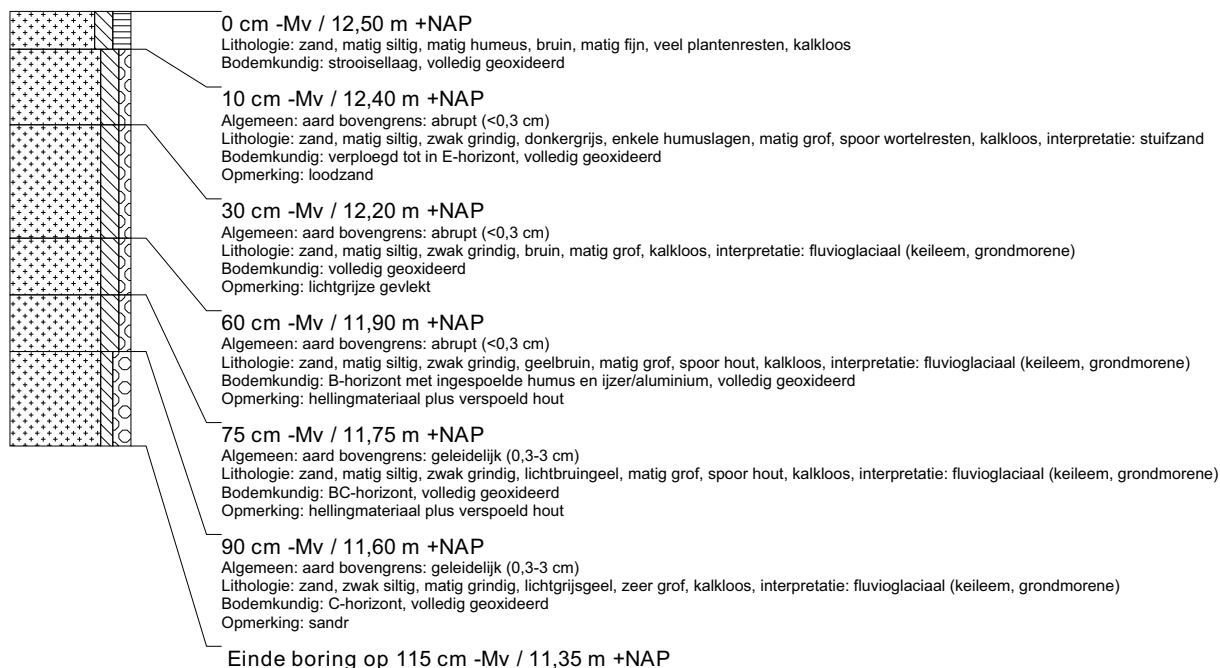 0 cm -Mv / 12,50 m +NAP
Lithologie: zand, matig siltig, matig humeus, bruin, matig fijn, veel plantenresten, kalkloos
Bodemkundig: strooisellaag, volledig geoxideerd
10 cm -Mv / 12,40 m +NAP
Algemeen: aard bovengrens: abrupt (<0,3 cm)
Lithologie: zand, matig siltig, zwak grindig, donkergrijs, enkele humuslagen, matig grof, spoor wortelresten, kalkloos, interpretatie: stuifzand
Bodemkundig: verploegd tot in E-horizont, volledig geoxideerd
Opmerking: loodzand
30 cm -Mv / 12,20 m +NAP
Algemeen: aard bovengrens: abrupt (<0,3 cm)
Lithologie: zand, matig siltig, zwak grindig, bruin, matig grof, kalkloos, interpretatie: fluvioglaciaal (keileem, grondmorene)
Bodemkundig: volledig geoxideerd
Opmerking: lichtgrijze gevlekt
60 cm -Mv / 11,90 m +NAP
Algemeen: aard bovengrens: abrupt (<0,3 cm)
Lithologie: zand, matig siltig, zwak grindig, geelbruin, matig grof, spoor hout, kalkloos, interpretatie: fluvioglaciaal (keileem, grondmorene)
Bodemkundig: B-horizont met ingespoelde humus en ijzer/aluminium, volledig geoxideerd
Opmerking: hellingmateriaal plus verspoeld hout
75 cm -Mv / 11,75 m +NAP
Algemeen: aard bovengrens: geleidelijk (0,3-3 cm)
Lithologie: zand, matig siltig, zwak grindig, lichtbruingeel, matig grof, spoor hout, kalkloos, interpretatie: fluvioglaciaal (keileem, grondmorene)
Bodemkundig: BC-horizont, volledig geoxideerd
Opmerking: hellingmateriaal plus verspoeld hout
90 cm -Mv / 11,60 m +NAP
Algemeen: aard bovengrens: geleidelijk (0,3-3 cm)
Lithologie: zand, zwak siltig, matig grindig, lichtgrijsgeel, zeer grof, kalkloos, interpretatie: fluvioglaciaal (keileem, grondmorene)
Bodemkundig: C-horizont, volledig geoxideerd
Opmerking: sandr
Einde boring op 115 cm -Mv / 11,35 m +NAP